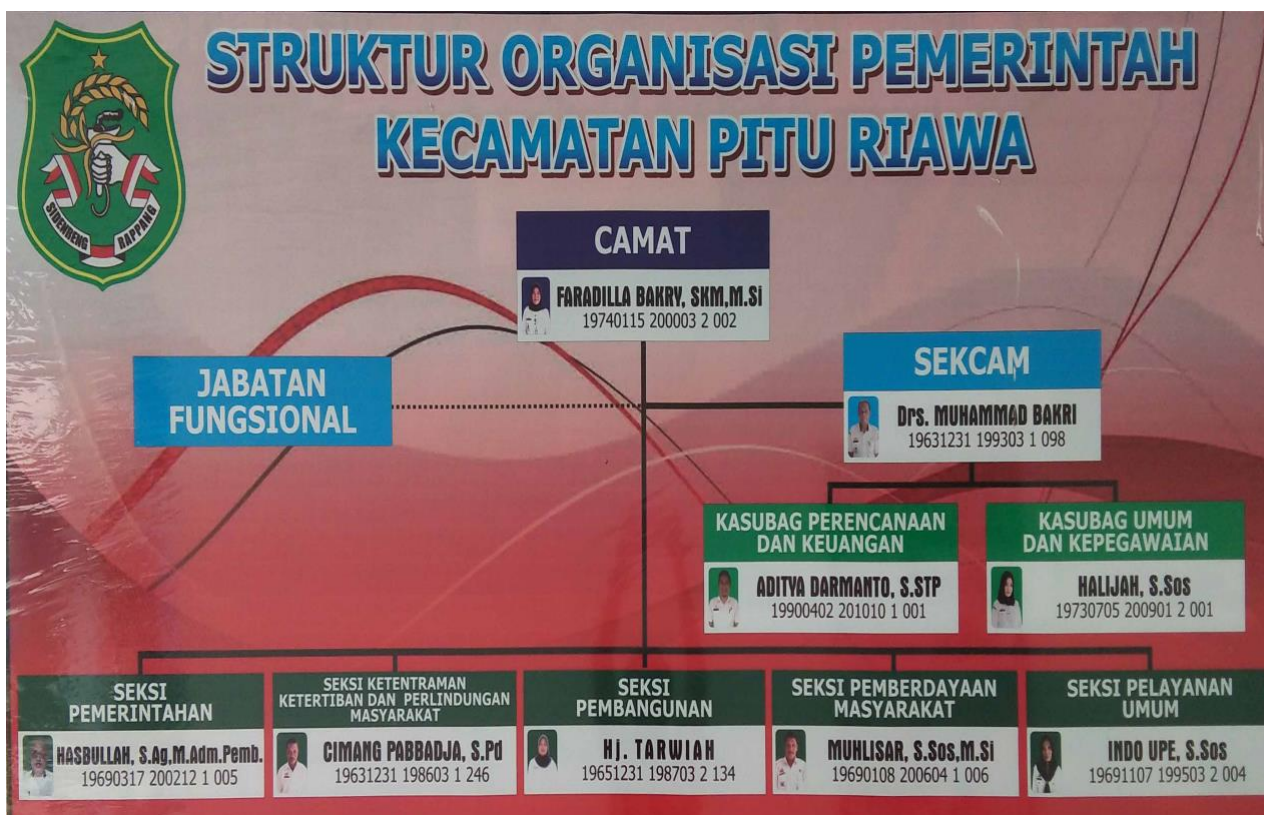 STRUKTUR ORGANISASI PEMERINTAH
KECAMATAN PITU RIAWA
SIDENRENG RAPPANG
CAMAT
FARADILLA BAKRY, SKM,M.Si
19740115 200003 2 002
JABATAN
FUNGSIONAL
SEKCAM
Drs. MUHAMMAD BAKRI
19631231 199303 1 098
KASUBAG PERENCANAAN
DAN KEUANGAN
ADITYA DARMANTO, S.STP
19900402 201010 1 001
KASUBAG UMUM
DAN KEPEGAWAIAN
HALIJAH, S.Sos
19730705 200901 2 001
SEKSI
PEMERINTAHAN
HASBULLAH, S.Ag,M.Adm.Pemb.
19690317 200212 1 005
SEKSI KETENTRAMAN
KETERTIBAN DAN PERLINDUNGAN
MASYARAKAT
CIMANG PABBADJA, S.Pd
19631231 198603 1 246
SEKSI
PEMBANGUNAN
Hj. TARWIAH
19651231 198703 2 134
SEKSI PEMBERDAYAAN
MASYARAKAT
MUHLISAR, S.Sos,M.Si
19690108 200604 1 006
SEKSI PELAYANAN
UMUM
INDO UPE, S.Sos
19691107 199503 2 004